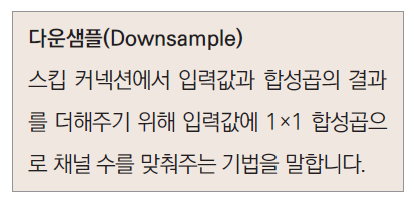 다운샘플(Downsample)
스킵 커넥션에서 입력값과 합성곱의 결과
를 더해주기 위해 입력값에 1×1 합성곱으
로 채널 수를 맞춰주는 기법을 말합니다.